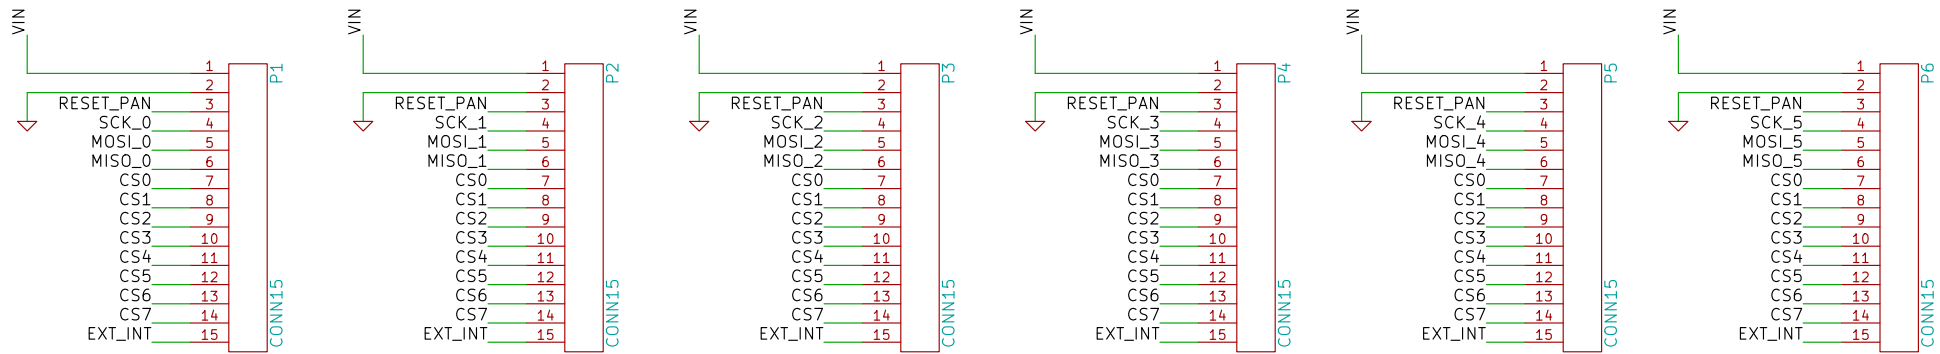 VIN VIN VIN VIN VIN VIN
1 P1 1 P2 1 P3 1 P4 1 P5 1 P6
2 2 2 2 2 2
RESET_PAN 3 RESET_PAN 3 RESET_PAN 3 RESET_PAN 3 RESET_PAN 3 RESET_PAN 3
SCK_0 4 SCK_1 4 SCK_2 4 SCK_3 4 SCK_4 4 SCK_5 4
MOSI_0 5 MOSI_1 5 MOSI_2 5 MOSI_3 5 MOSI_4 5 MOSI_5 5
MISO_0 6 MISO_1 6 MISO_2 6 MISO_3 6 MISO_4 6 MISO_5 6
CS0 7 CS0 7 CS0 7 CS0 7 CS0 7 CS0 7
CS1 8 CS1 8 CS1 8 CS1 8 CS1 8 CS1 8
CS2 9 CS2 9 CS2 9 CS2 9 CS2 9 CS2 9
CS3 10 CS3 10 CS3 10 CS3 10 CS3 10 CS3 10
CS4 11 CS4 11 CS4 11 CS4 11 CS4 11 CS4 11
CS5 12 CS5 12 CS5 12 CS5 12 CS5 12 CS5 12
CS6 13 CS6 13 CS6 13 CS6 13 CS6 13 CS6 13
CS7 14 CS7 14 CS7 14 CS7 14 CS7 14 CS7 14
EXT_INT 15 EXT_INT 15 EXT_INT 15 EXT_INT 15 EXT_INT 15 EXT_INT 15
CONN15 CONN15 CONN15 CONN15 CONN15 CONN15